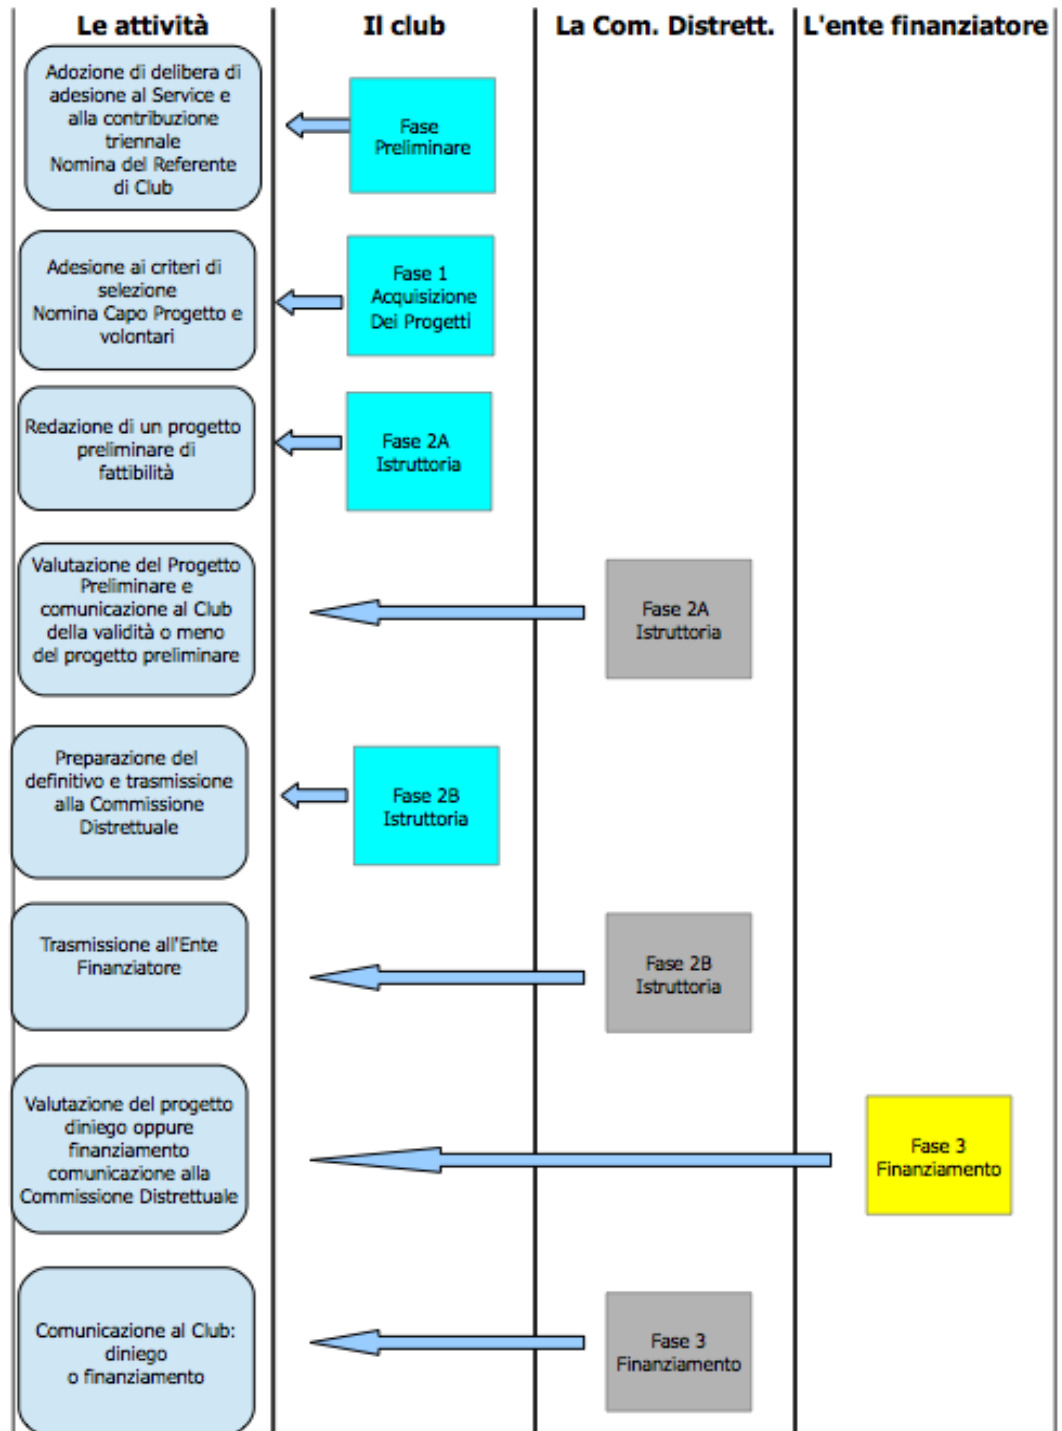 Le attività
Il club
La Com. Distrett.
L'ente finanziatore
Adozione di delibera di
adesione al Service e
alla contribuzione
triennale
Nomina del Referente
di Club
Fase
Preliminare
Adesione ai criteri di
selezione
Nomina Capo Progetto e
volontari
Fase 1
Acquisizione
Dei Progetti
Redazione di un progetto
preliminare di
fattibilità
Fase 2A
Istruttoria
Valutazione del Progetto
Preliminare e
comunicazione al Club
della validità o meno
del progetto preliminare
Fase 2A
Istruttoria
Preparazione del
definitivo e trasmissione
alla Commissione
Distrettuale
Fase 2B
Istruttoria
Trasmissione all'Ente
Finanziatore
Fase 2B
Istruttoria
Valutazione del progetto
diniego oppure
finanziamento
comunicazione alla
Commissione Distrettuale
Fase 3
Finanziamento
Comunicazione al Club:
diniego
o finanziamento
Fase 3
Finanziamento